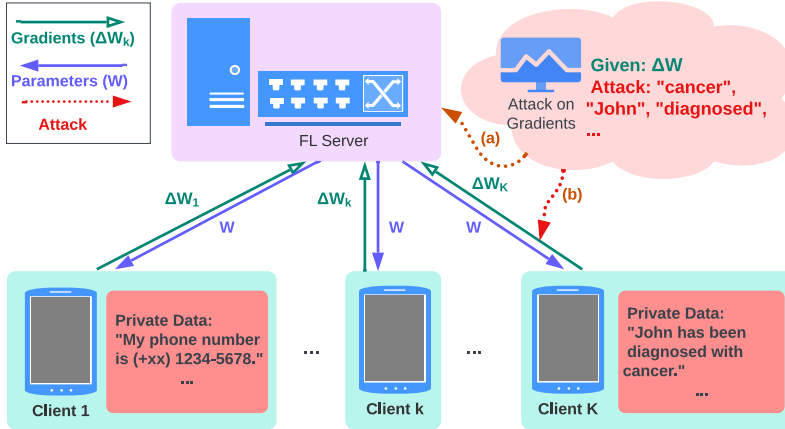 Gradients (ΔWk)
Parameters (W)
Attack
FL Server
Attack on
Gradients
Given: ΔW
Attack: "cancer",
"John", "diagnosed",
...
(a)
(b)
ΔW1
W
ΔWk
W
ΔWK
W
Private Data:
"My phone number
is (+xx) 1234-5678."
...
Client 1
...
Client k
...
Private Data:
"John has been
diagnosed with
cancer."
...
Client K